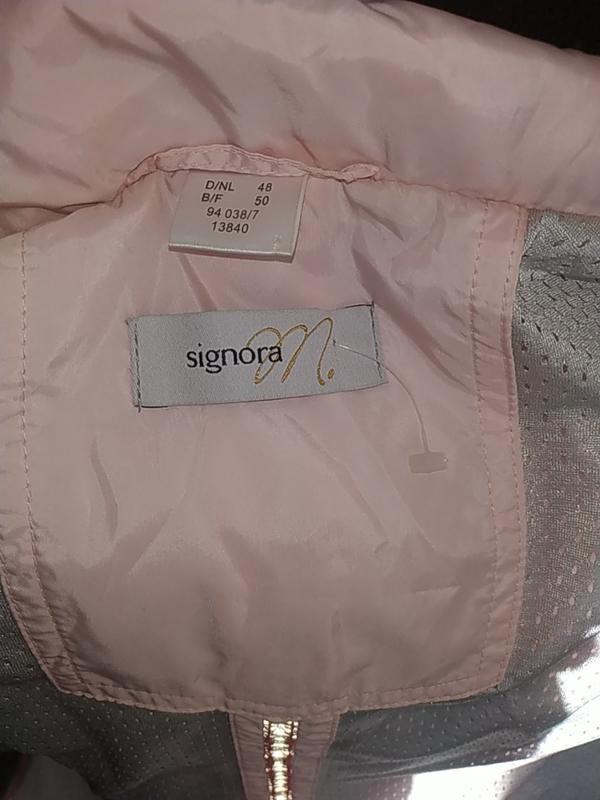 D/NL 48
B/F 50
94 038/7
13840
signora M.